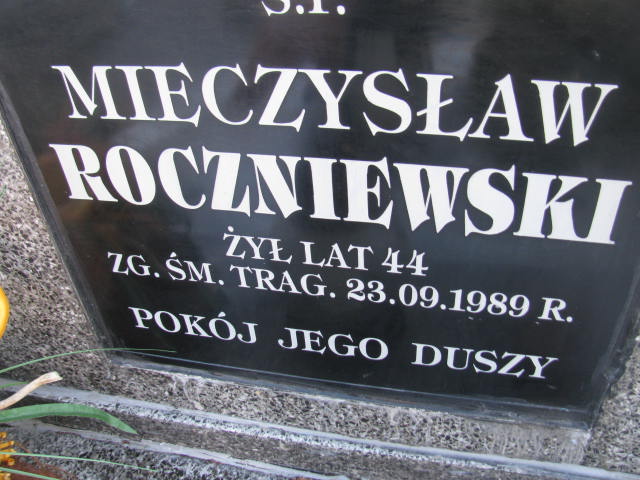 Ś.P.
MIECZYSŁAW
ROCZNIEWSKI
ŻYŁ LAT 44
ZG. ŚM. TRAG. 23.09.1989 R.
POKÓJ JEGO DUSZY